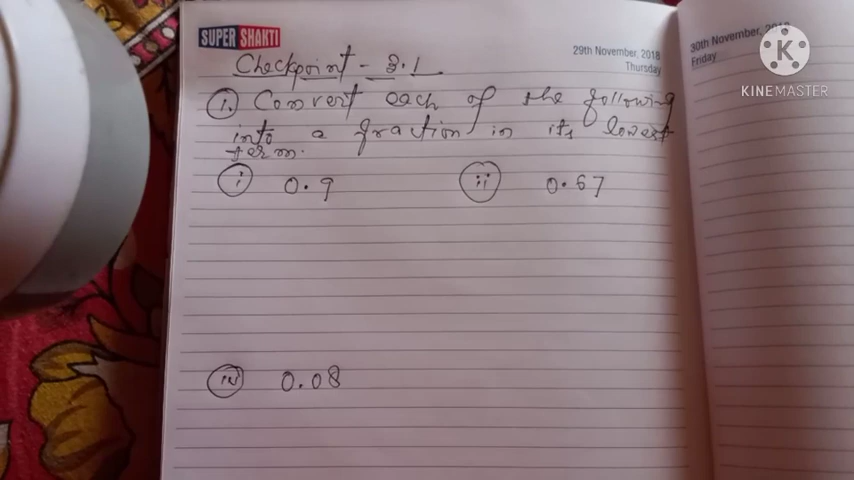 SUPER SHAKTI
29th November, 2018
Thursday
30th November, 2018
Friday
KINEMASTER
Checkpoint - 3.1
1. Convert each of the following
into a fraction in its lowest
term.
i 0.9 ii 0.67
iv 0.08